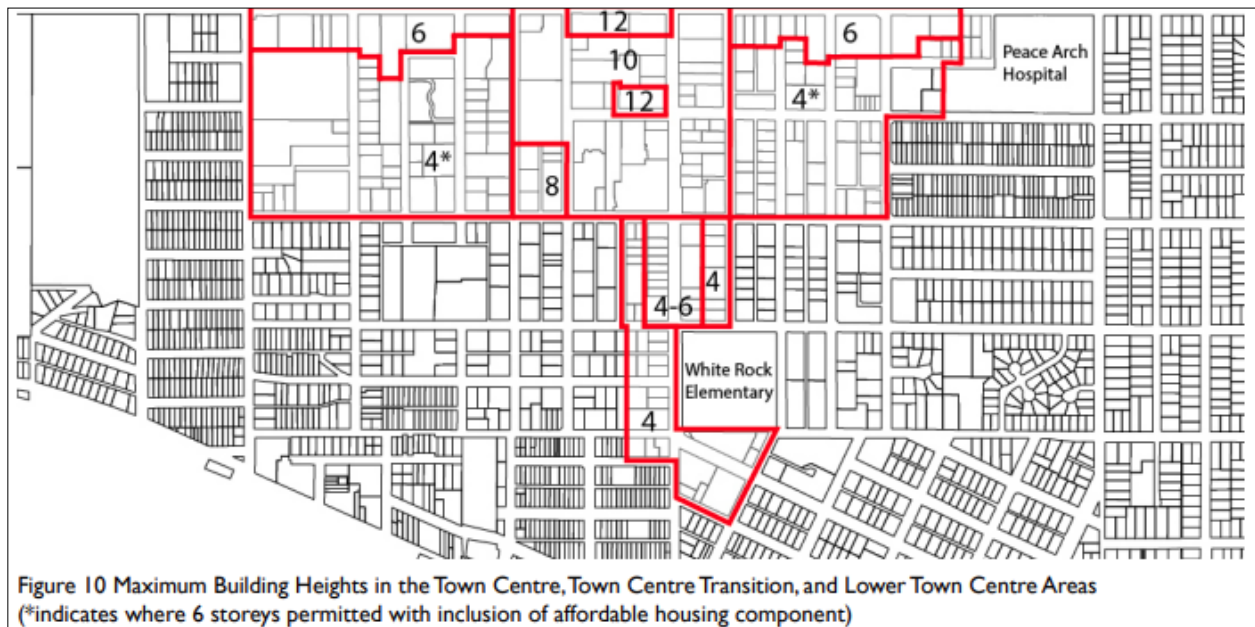 6
12
6
10
Peace Arch
Hospital
12
4*
4*
8
4
4-6
White Rock
Elementary
4
Figure 10 Maximum Building Heights in the Town Centre, Town Centre Transition, and Lower Town Centre Areas
(*indicates where 6 storeys permitted with inclusion of affordable housing component)